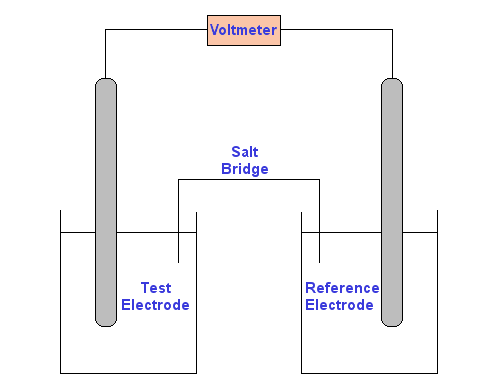 Voltmeter
Salt
Bridge
Test
Electrode
Reference
Electrode